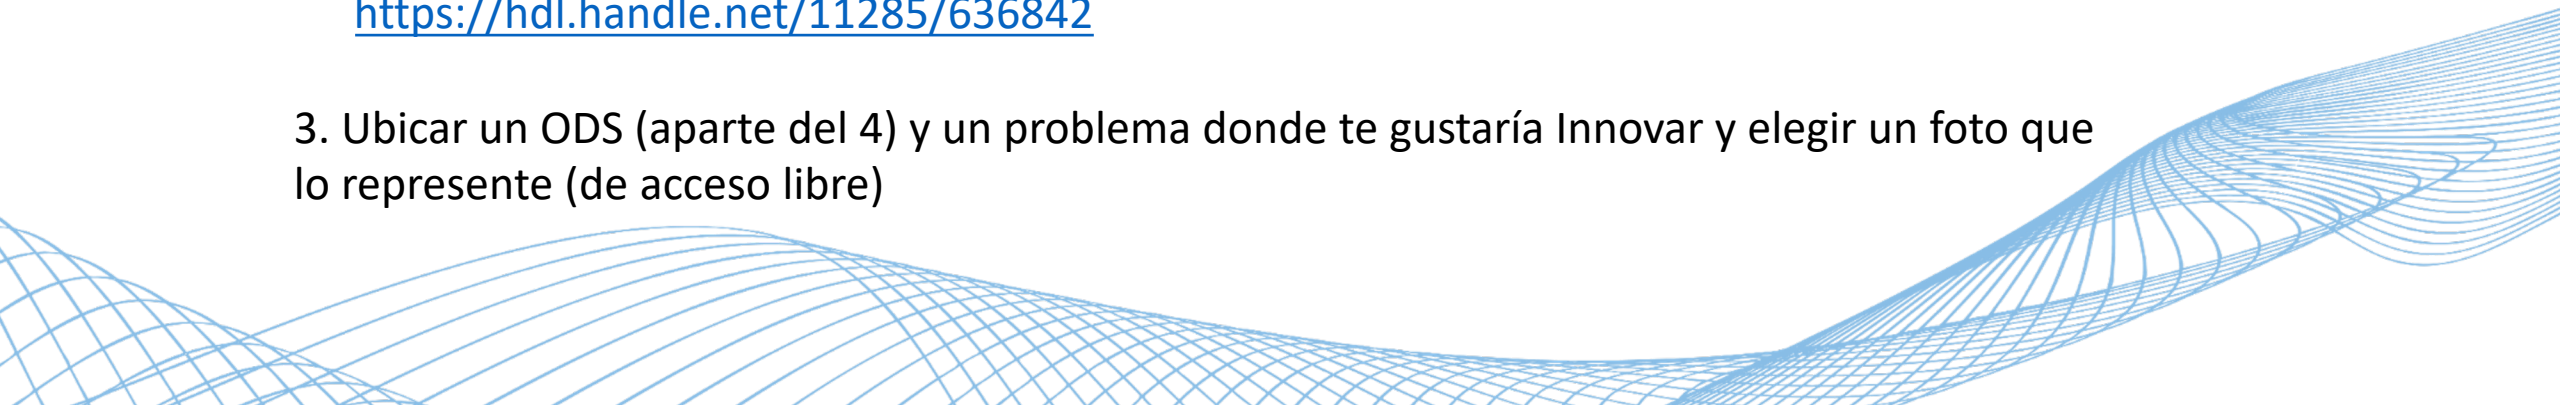 https://hdl.handle.net/11285/636842
3. Ubicar un ODS (aparte del 4) y un problema donde te gustaría Innovar y elegir un foto que
lo represente (de acceso libre)